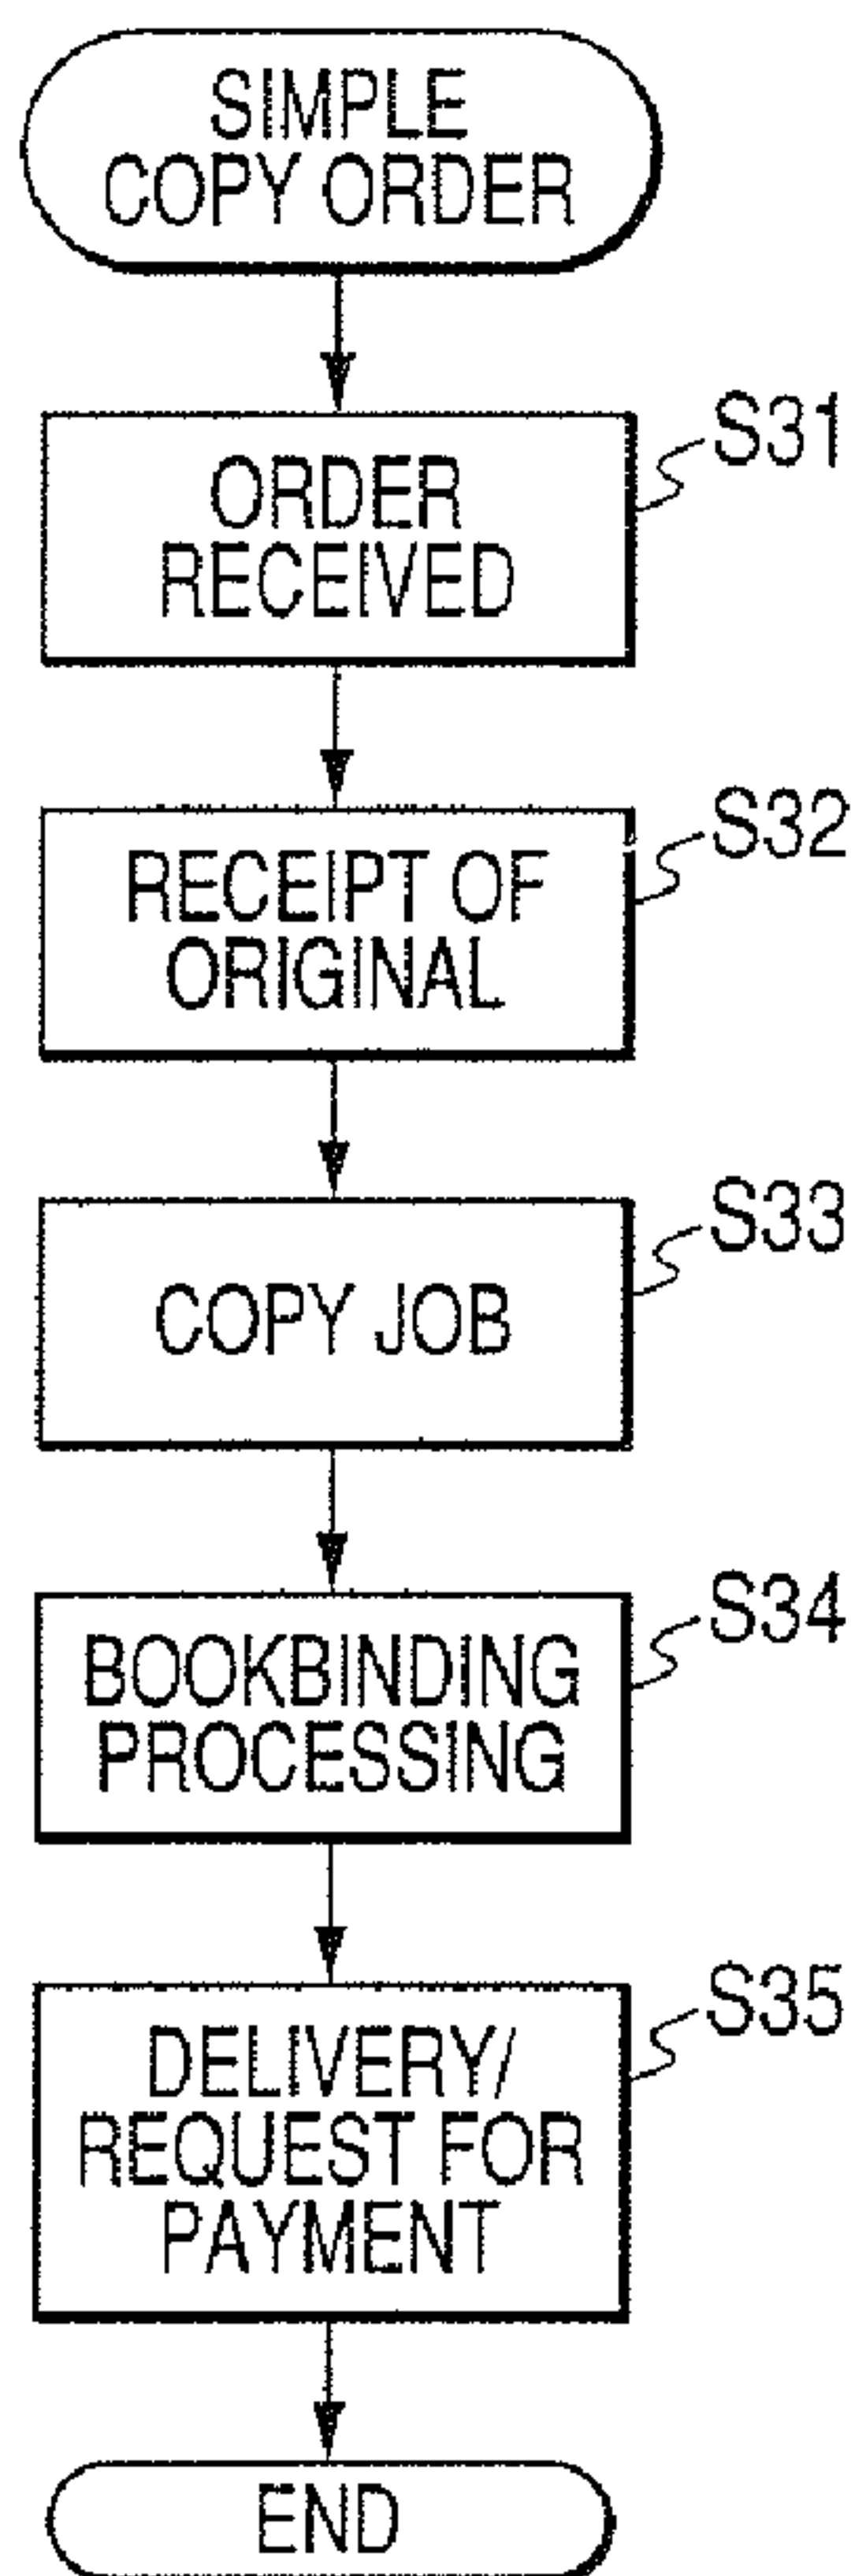 SIMPLE
COPY ORDER
ORDER
RECEIVED
S31
RECEIPT OF
ORIGINAL
S32
COPY JOB
S33
BOOKBINDING
PROCESSING
S34
DELIVERY/
REQUEST FOR
PAYMENT
S35
END